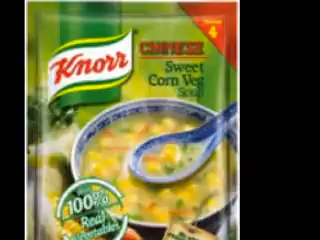 4
Knorr
CHINESE
Sweet
Corn Veg
Soup
100%
Real
Vegetables